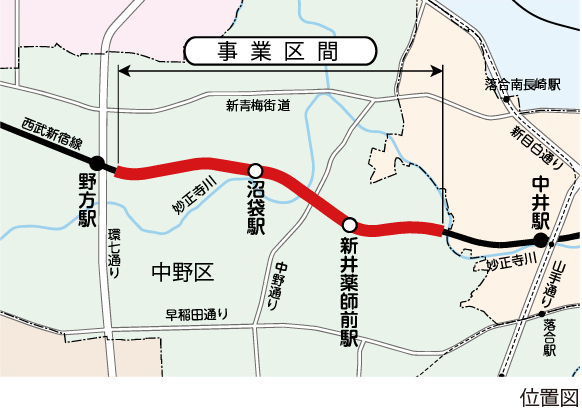 事業区間
落合南長崎駅
新青梅街道
西武新宿線
新目白通り
野方駅
妙正寺川
沼袋駅
中井駅
新井薬師前駅
環七通り
中野区
中野通り
妙正寺川
山手通り
早稲田通り
落合駅
位置図